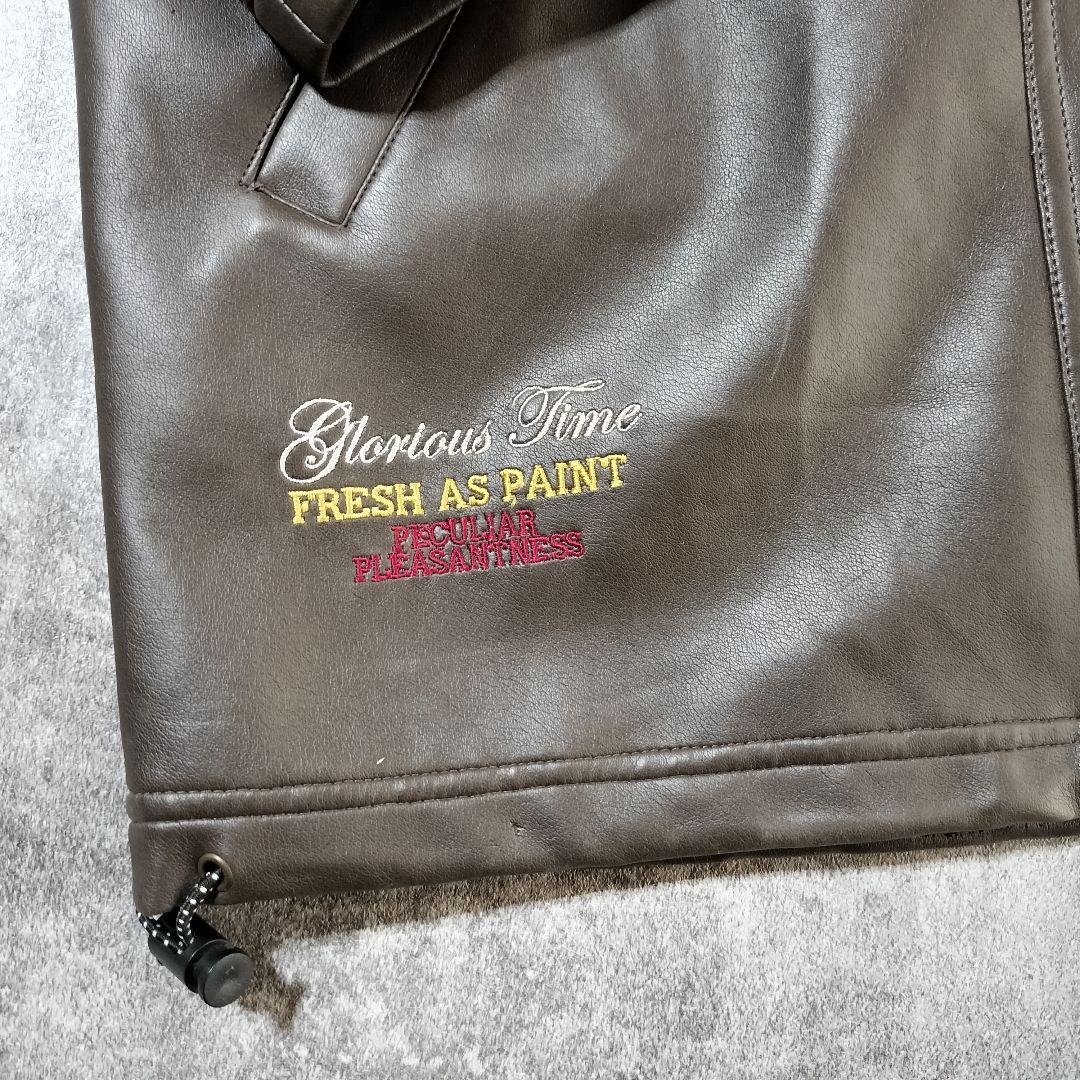 Glorious Time
FRESH AS PAINT
PECULIAR
PLEASANTNESS